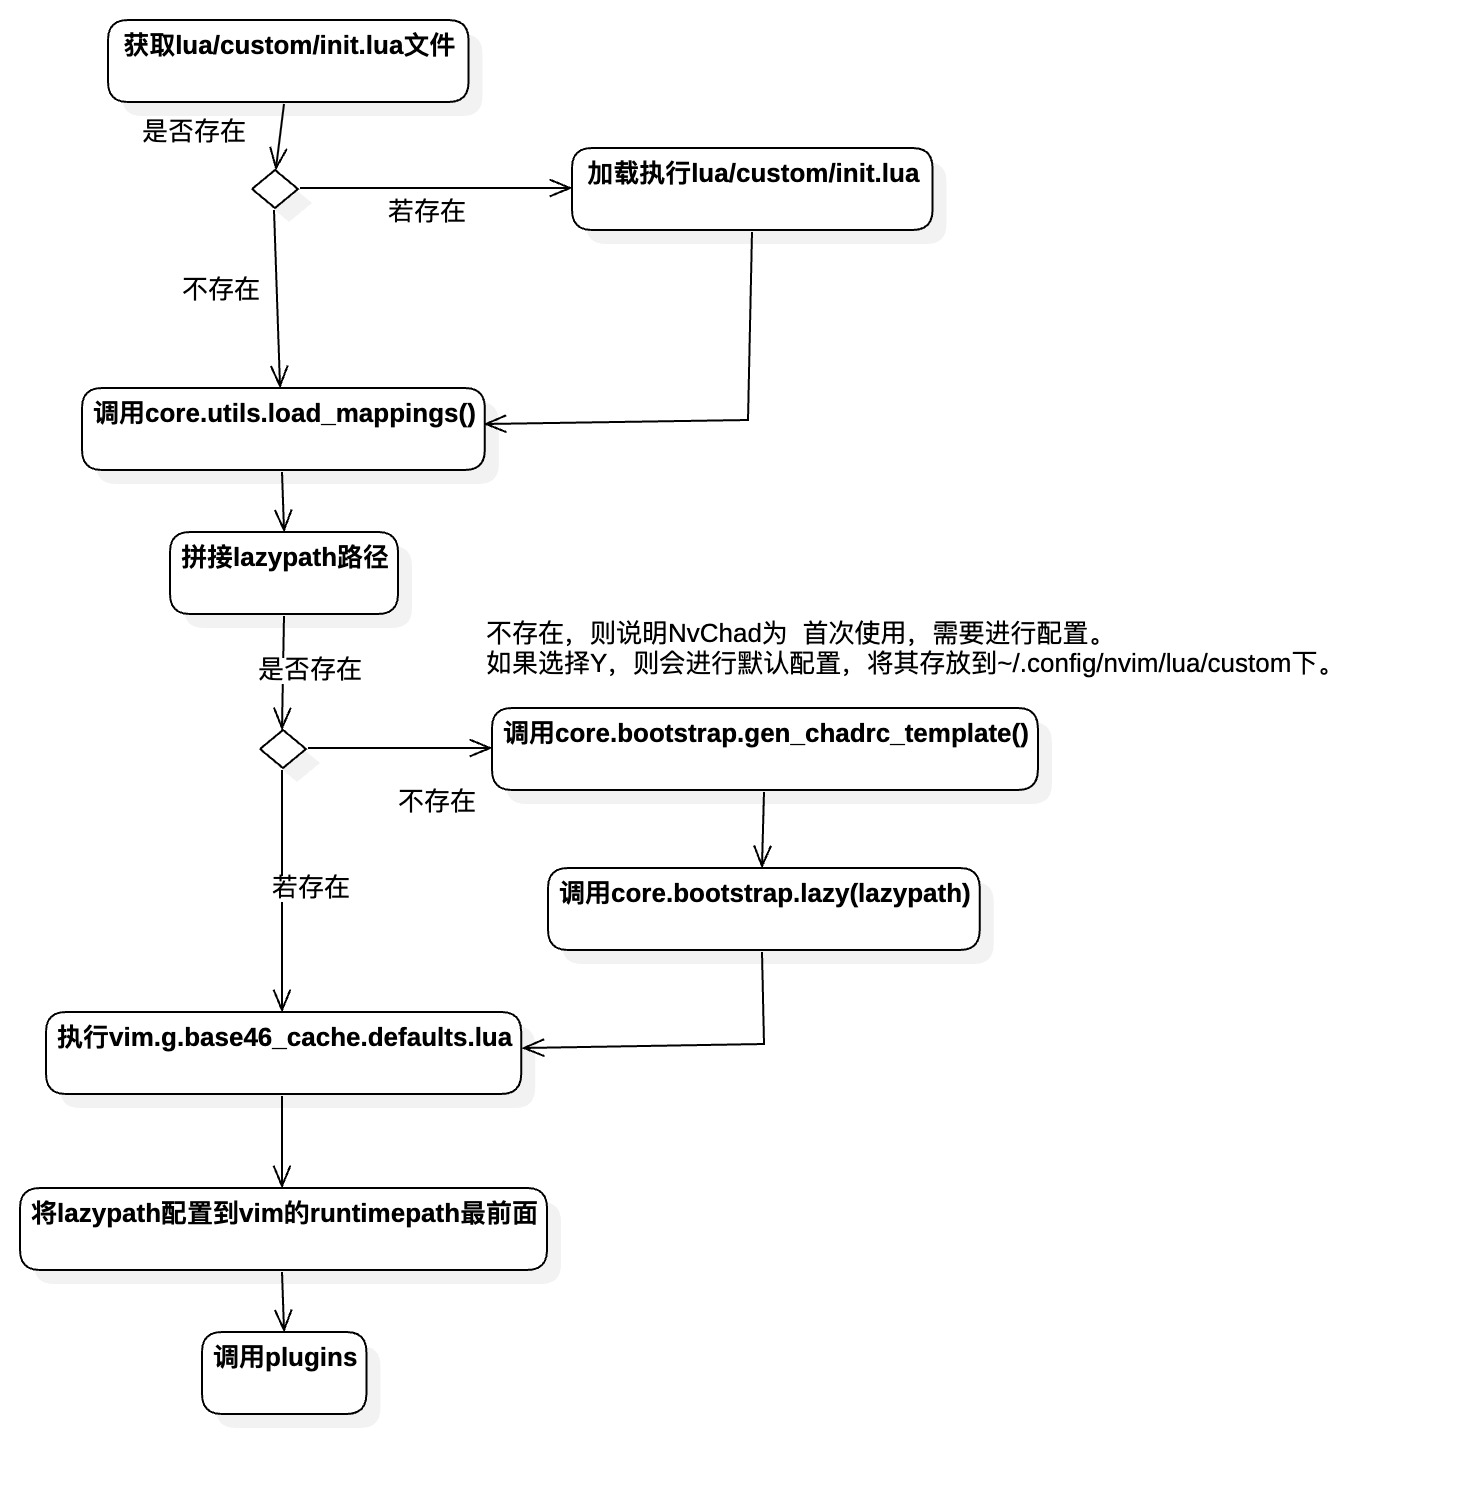 获取lua/custom/init.lua文件
是否存在
加载执行lua/custom/init.lua
若存在
不存在
调用core.utils.load_mappings()
拼接lazypath路径
不存在，则说明NvChad为  首次使用，需要进行配置。
如果选择Y，则会进行默认配置，将其存放到~/.config/nvim/lua/custom下。
是否存在
调用core.bootstrap.gen_chadrc_template()
不存在
若存在
调用core.bootstrap.lazy(lazypath)
执行vim.g.base46_cache.defaults.lua
将lazypath配置到vim的runtimepath最前面
调用plugins